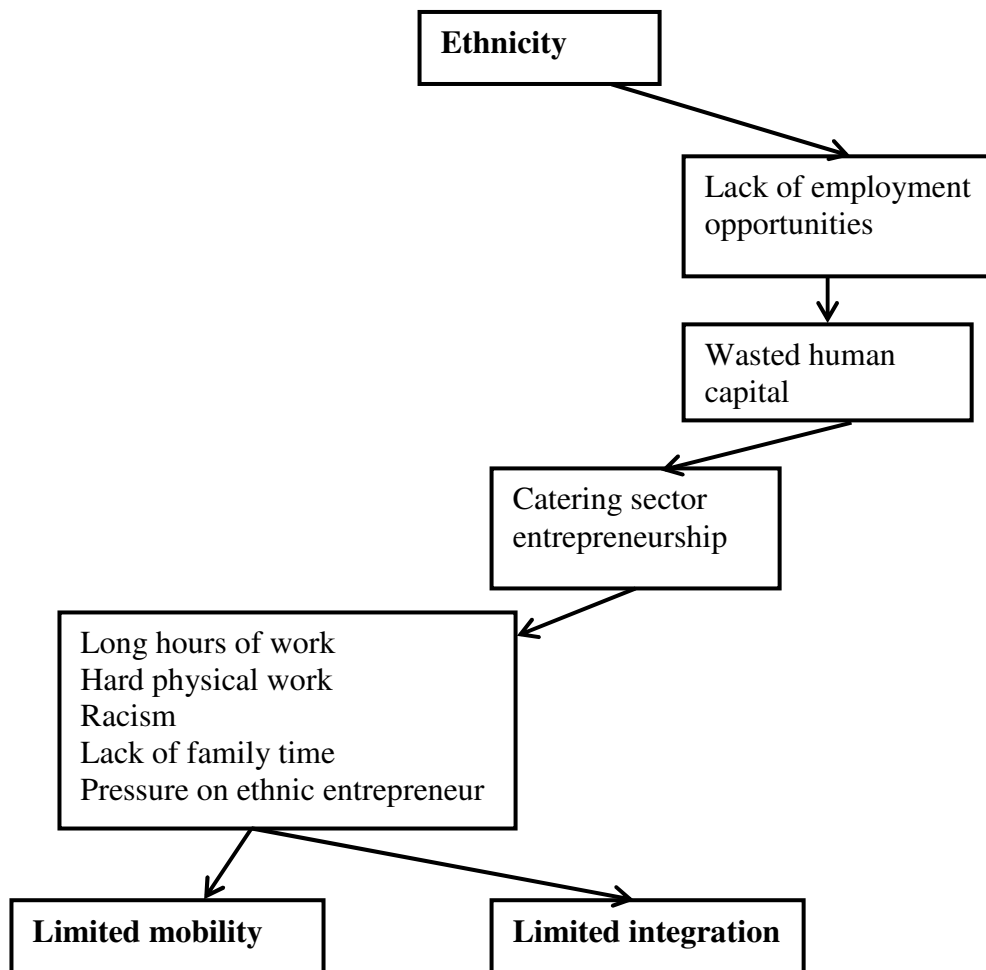 Ethnicity
Lack of employment
opportunities
Wasted human
capital
Catering sector
entrepreneurship
Long hours of work
Hard physical work
Racism
Lack of family time
Pressure on ethnic entrepreneur
Limited mobility
Limited integration